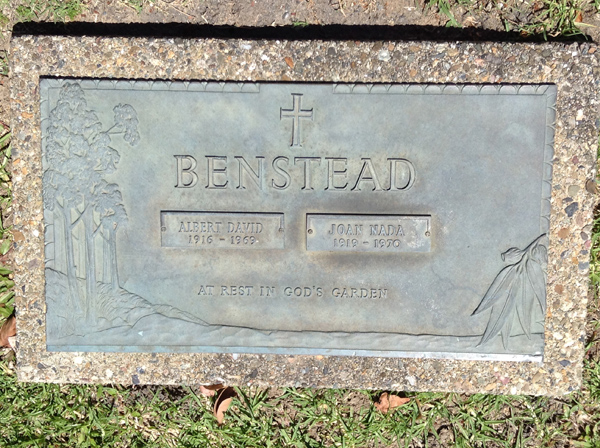 BENSTEAD
ALBERT DAVID
1916 - 1969
JOAN NADA
1919 - 1970
AT REST IN GOD'S GARDEN